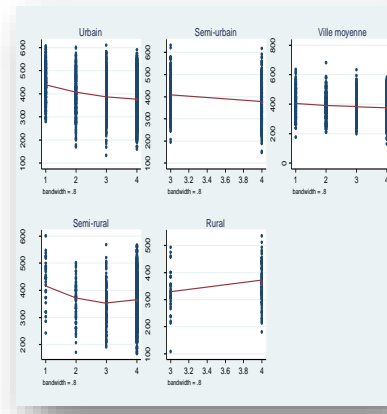 Urbain
600
500
400
300
200
100
1 2 3 4
bandwidth = .8
Semi-urbain
600
500
400
300
200
100
3 3.2 3.4 3.6 3.8 4
bandwidth = .8
Ville moyenne
800
600
400
200
0
1 2 3 4
bandwidth = .8
Semi-rural
600
500
400
300
200
1 2 3 4
bandwidth = .8
Rural
500
400
300
200
100
3 3.2 3.4 3.6 3.8 4
bandwidth = .8